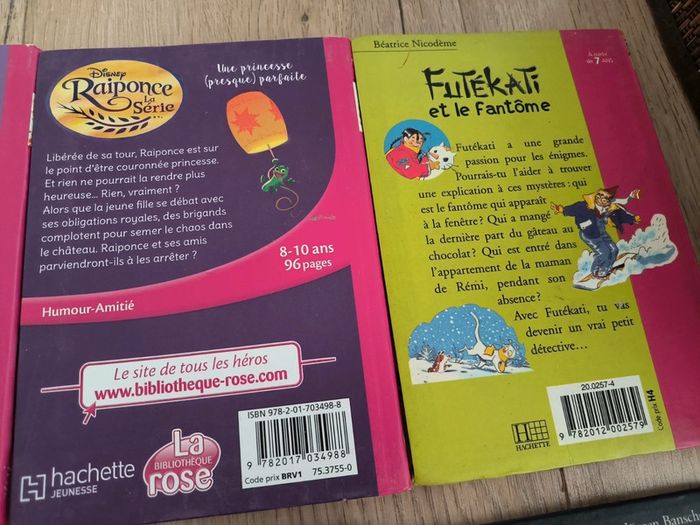 Disney
Raiponce
La
Série
Une princesse
(presque) parfaite
Libérée de sa tour, Raiponce est sur
le point d'être couronnée princesse.
Et rien ne pourrait la rendre plus
heureuse... Rien, vraiment ?
Alors que la jeune fille se débat avec
ses obligations royales, des brigands
complotent pour semer le chaos dans
le château. Raiponce et ses amis
parviendront-ils à les arrêter ?
8-10 ans
96 pages
Humour-Amitié
Le site de tous les héros
www.bibliotheque-rose.com
hachette
JEUNESSE
La
BIBLIOTHÈQUE
rose
ISBN 978-2-01-703498-8
9 782017 034988
Code prix BRV1 75.3755-0
Béatrice Nicodème
À partir
de 7 ANS
FUTÉKATI
et le fantôme
Futékati a une grande
passion pour les énigmes.
Pourrais-tu l'aider à trouver
une explication à ces mystères : qui
est le fantôme qui apparaît
à la fenêtre ? Qui a mangé
la dernière part du gâteau au
chocolat ? Qui est entré dans
l'appartement de la maman
de Rémi, pendant son
absence ?
Avec Futékati, tu vas
devenir un vrai petit
détective...
H
HACHETTE
20.0257-4
9 782012 002579
Code prix H4